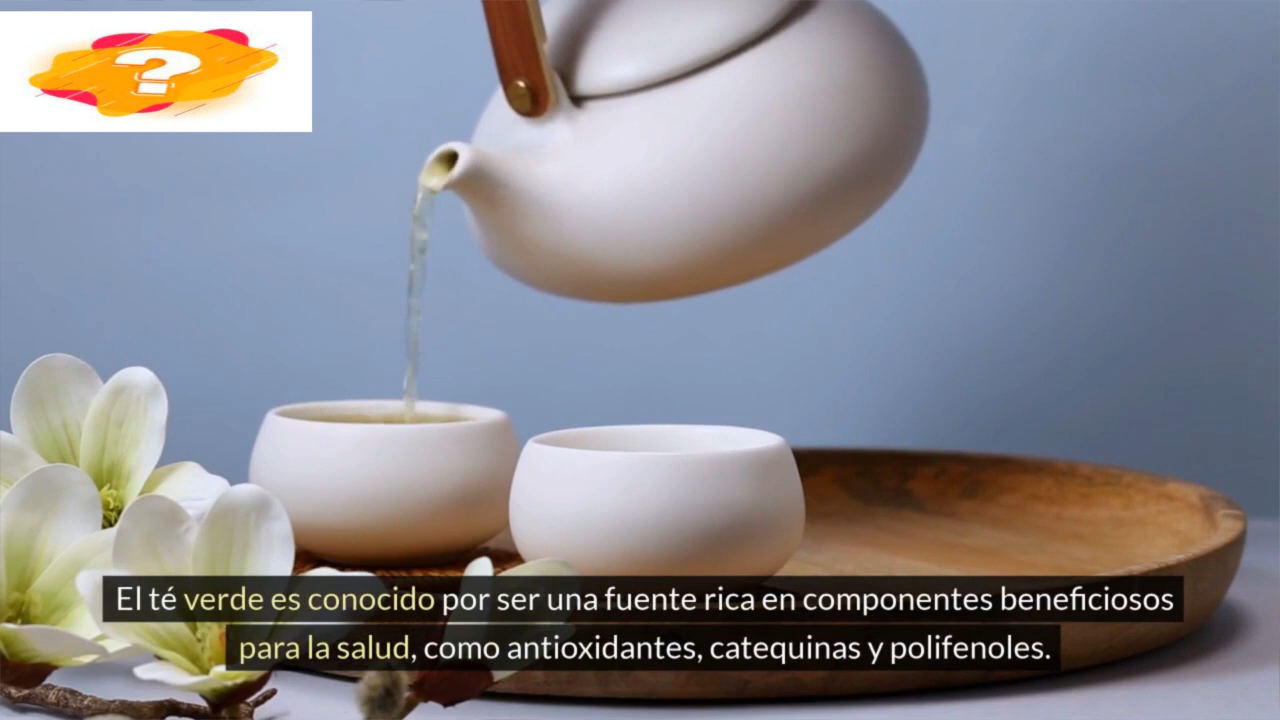 ?
El té verde es conocido por ser una fuente rica en componentes beneficiosos
para la salud, como antioxidantes, catequinas y polifenoles.